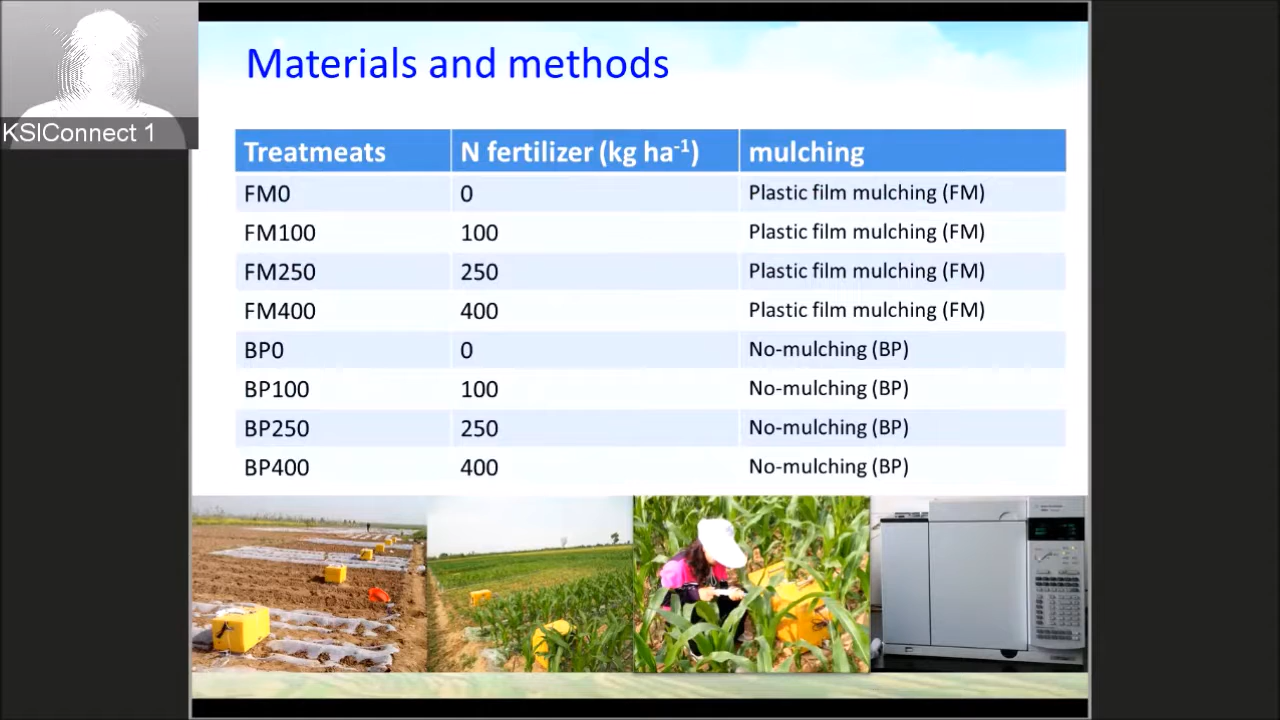 KSIConnect 1
Materials and methods
Treatmeats N fertilizer (kg ha⁻¹) mulching
FM0 0 Plastic film mulching (FM)
FM100 100 Plastic film mulching (FM)
FM250 250 Plastic film mulching (FM)
FM400 400 Plastic film mulching (FM)
BP0 0 No-mulching (BP)
BP100 100 No-mulching (BP)
BP250 250 No-mulching (BP)
BP400 400 No-mulching (BP)